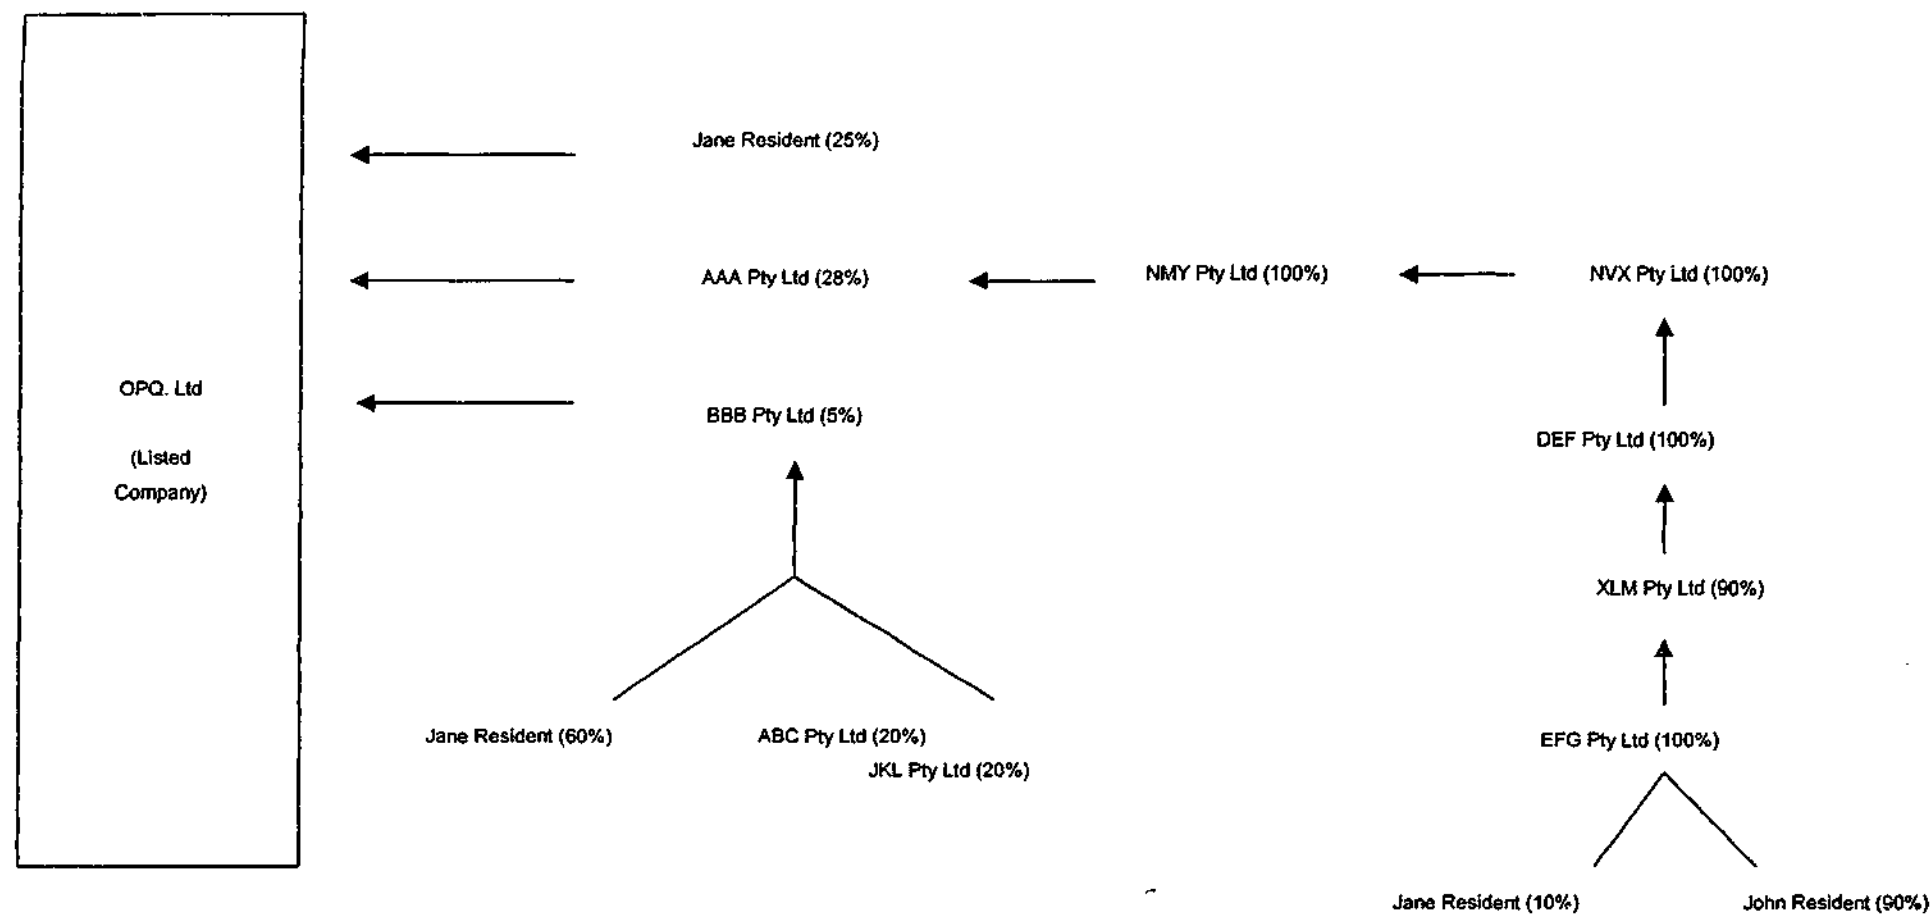 Jane Resident (25%)
AAA Pty Ltd (28%)
NMY Pty Ltd (100%)
NVX Pty Ltd (100%)
OPQ. Ltd
(Listed
Company)
BBB Pty Ltd (5%)
DEF Pty Ltd (100%)
XLM Pty Ltd (90%)
Jane Resident (60%)
ABC Pty Ltd (20%)
JKL Pty Ltd (20%)
EFG Pty Ltd (100%)
Jane Resident (10%)
John Resident (90%)